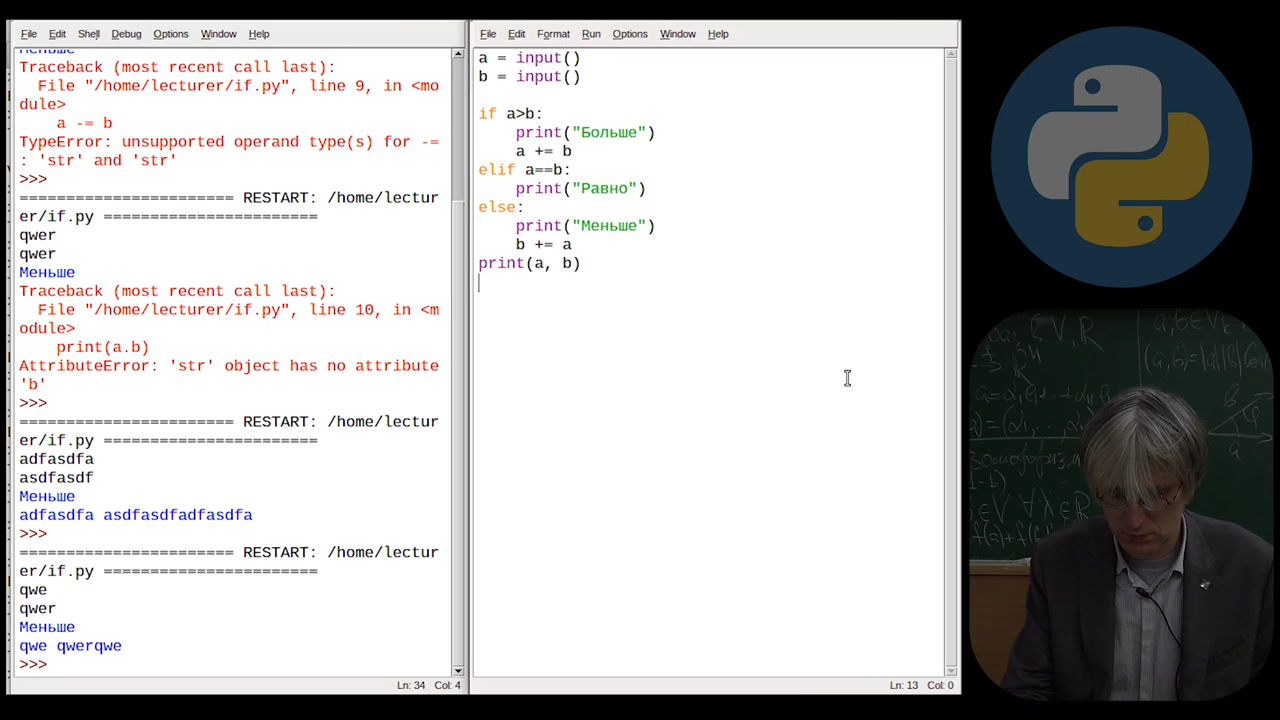 File Edit Shell Debug Options Window Help
Меньше
Traceback (most recent call last):
  File "/home/lecturer/if.py", line 9, in <mo
dule>
    a -= b
TypeError: unsupported operand type(s) for -=
: 'str' and 'str'
>>>
======================= RESTART: /home/lectur
er/if.py =======================
qwer
qwer
Меньше
Traceback (most recent call last):
  File "/home/lecturer/if.py", line 10, in <m
odule>
    print(a.b)
AttributeError: 'str' object has no attribute
'b'
>>>
======================= RESTART: /home/lectur
er/if.py =======================
adfasdfa
asdfasdf
Меньше
adfasdfa asdfasdfadfasdfa
>>>
======================= RESTART: /home/lectur
er/if.py =======================
qwe
qwer
Меньше
qwe qwerqwe
>>>
Ln: 34 Col: 4
File Edit Format Run Options Window Help
a = input()
b = input()
if a>b:
    print("Больше")
    a += b
elif a==b:
    print("Равно")
else:
    print("Меньше")
    b += a
print(a, b)
Ln: 13 Col: 0